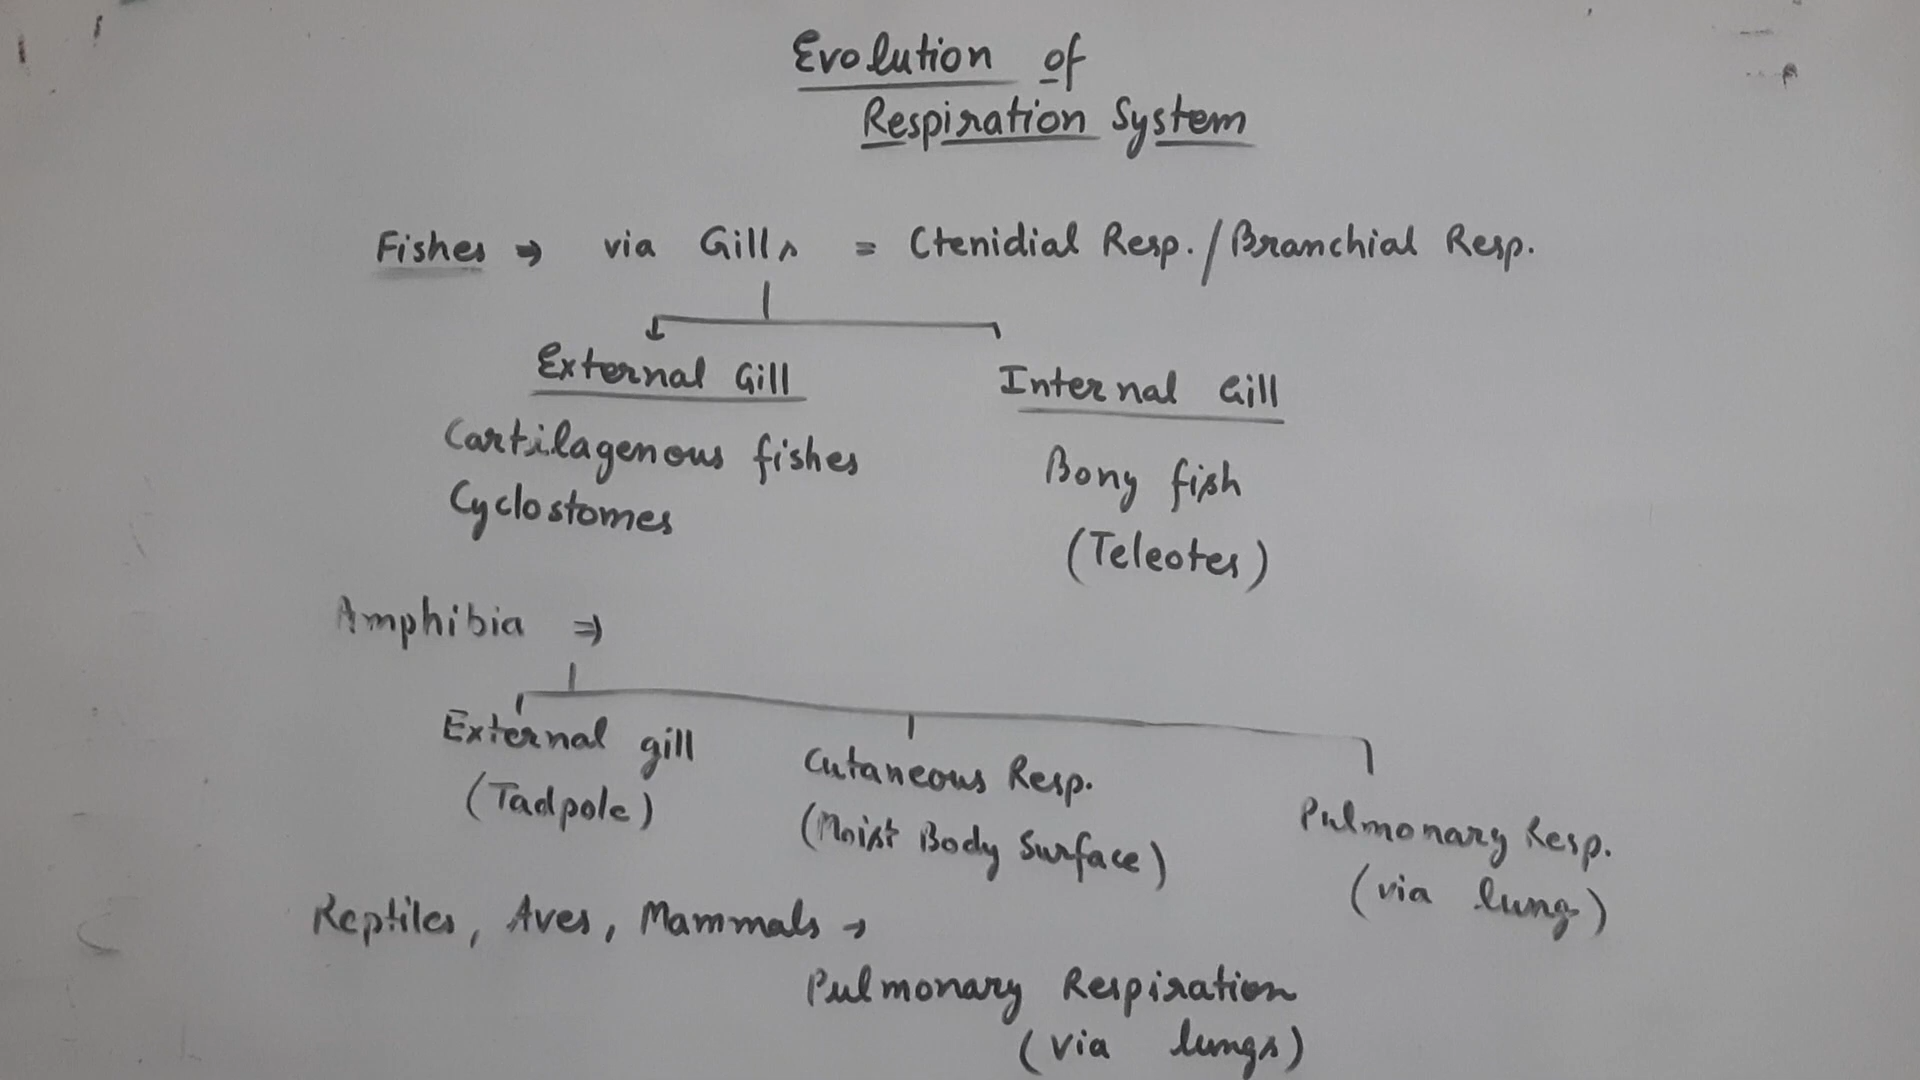 Evolution of
Respiration System
Fishes ⇒ via Gills = Ctenidial Resp. / Branchial Resp.
External Gill
Internal Gill
Cartilagenous fishes
Cyclostomes
Bony fish
(Teleotes)
Amphibia ⇒
External gill
(Tadpole)
Cutaneous Resp.
(Moist Body Surface)
Pulmonary Resp.
(via lung)
Reptiles, Aves, Mammals →
Pulmonary Respiration
(via lungs)